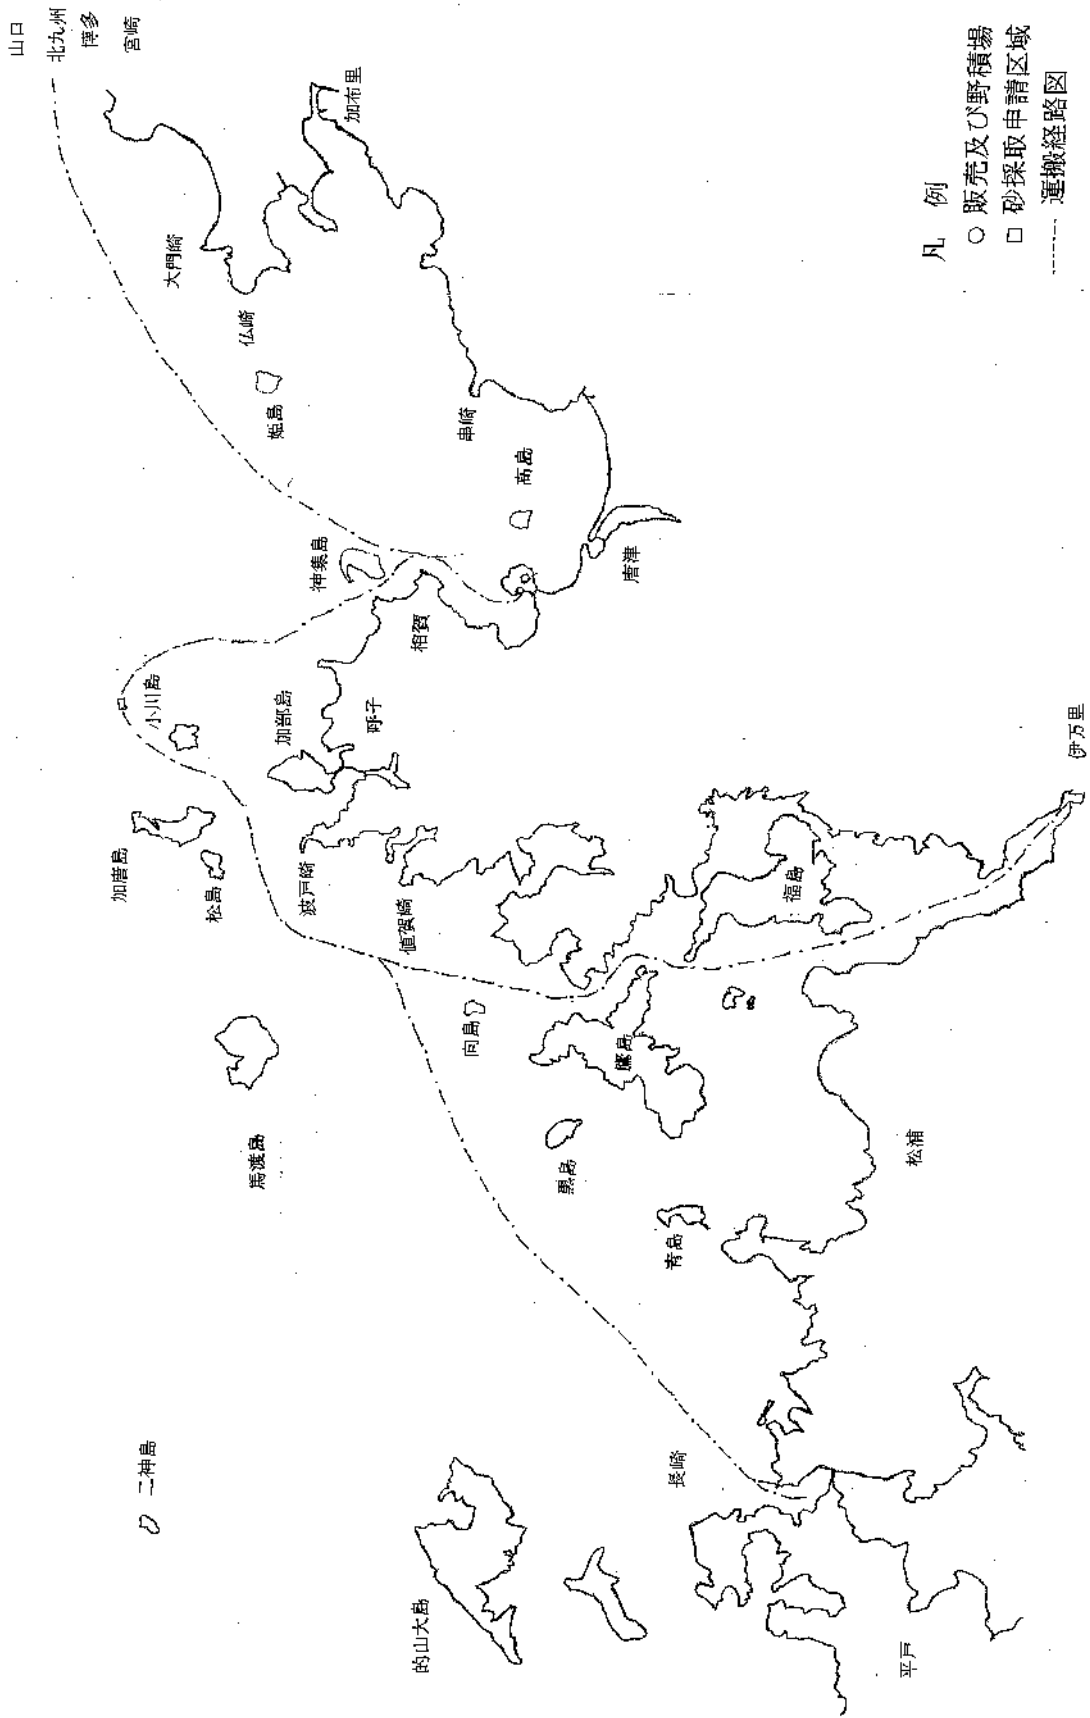 山口
北九州
博多
宮崎
加布里
大門崎
仏崎
姫島
串崎
高島
唐津
神集島
相賀
小川島
加部島
呼子
加唐島
松島
波戸崎
値賀崎
福島
伊万里
向島
鷹島
馬渡島
黒島
青島
松浦
二神島
長崎
的山大島
平戸
凡例
○ 販売及び野積場
□ 砂採取申請区域
------ 運搬経路図